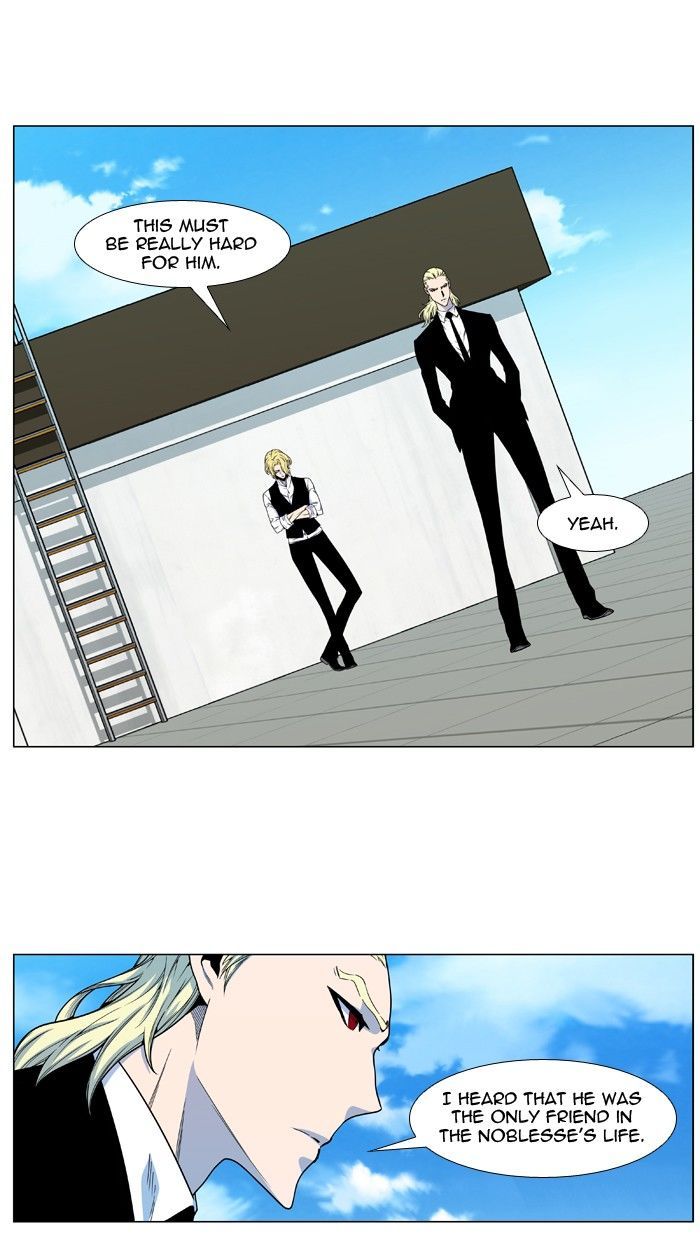 THIS MUST
BE REALLY HARD
FOR HIM.
YEAH.
I HEARD THAT HE WAS
THE ONLY FRIEND IN
THE NOBLESSE'S LIFE.